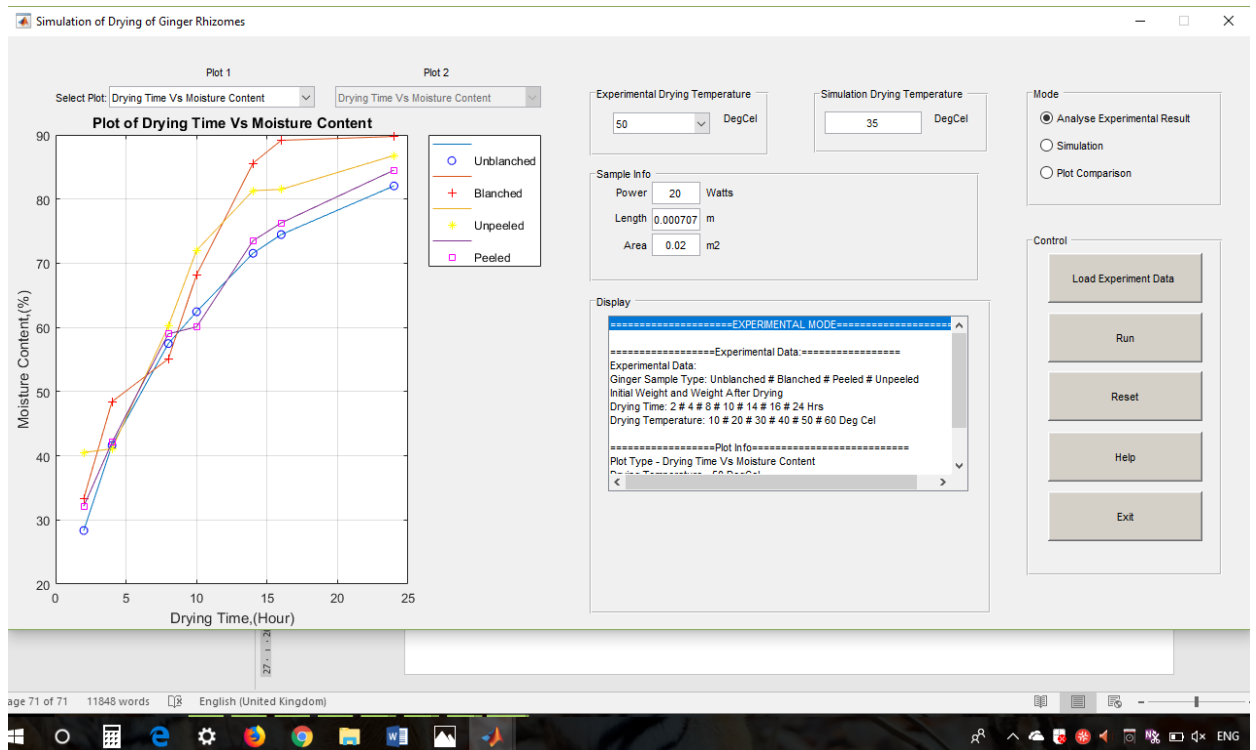 Simulation of Drying of Ginger Rhizomes
Plot 1
Plot 2
Select Plot: Drying Time Vs Moisture Content
Drying Time Vs Moisture Content
Plot of Drying Time Vs Moisture Content
90
80
70
60
50
40
30
20
0 5 10 15 20 25
Moisture Content,(%)
Drying Time,(Hour)
Unblanched
Blanched
Unpeeled
Peeled
Experimental Drying Temperature
50 DegCel
Simulation Drying Temperature
35 DegCel
Sample Info
Power 20 Watts
Length 0.000707 m
Area 0.02 m2
Display
=====================EXPERIMENTAL MODE====================
==================Experimental Data:=================
Experimental Data:
Ginger Sample Type: Unblanched # Blanched # Peeled # Unpeeled
Initial Weight and Weight After Drying
Drying Time: 2 # 4 # 8 # 10 # 14 # 16 # 24 Hrs
Drying Temperature: 10 # 20 # 30 # 40 # 50 # 60 Deg Cel
==================Plot Info===========================
Plot Type - Drying Time Vs Moisture Content
Drying Temperature - 50 DegCel
Mode
Analyse Experimental Result
Simulation
Plot Comparison
Control
Load Experiment Data
Run
Reset
Help
Exit
27
age 71 of 71 11848 words English (United Kingdom)
ENG